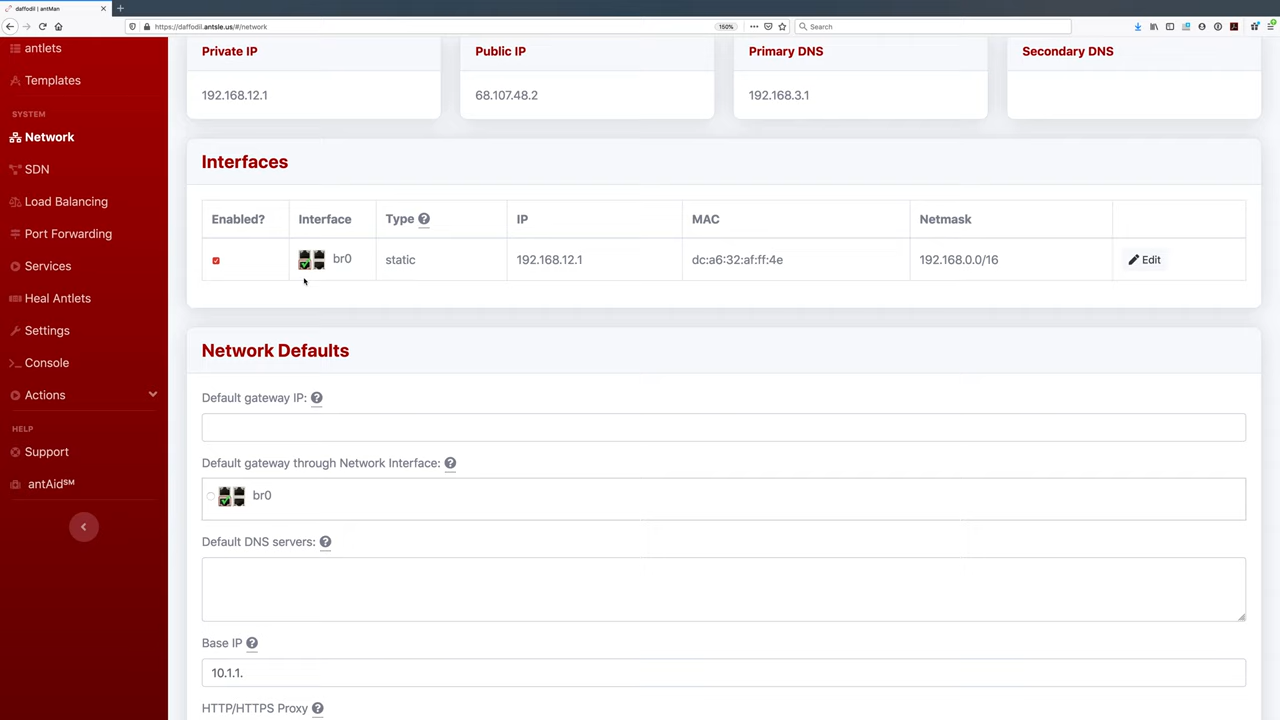 daffodil | antMan
https://daffodil.antsle.us/#/network
150%
Search
antlets
Templates
SYSTEM
Network
SDN
Load Balancing
Port Forwarding
Services
Heal Antlets
Settings
Console
Actions
HELP
Support
antAid℠
Private IP
Public IP
Primary DNS
Secondary DNS
192.168.12.1
68.107.48.2
192.168.3.1
Interfaces
Enabled?
Interface
Type
IP
MAC
Netmask
br0
static
192.168.12.1
dc:a6:32:af:ff:4e
192.168.0.0/16
Edit
Network Defaults
Default gateway IP:
Default gateway through Network Interface:
br0
Default DNS servers:
Base IP
10.1.1.
HTTP/HTTPS Proxy